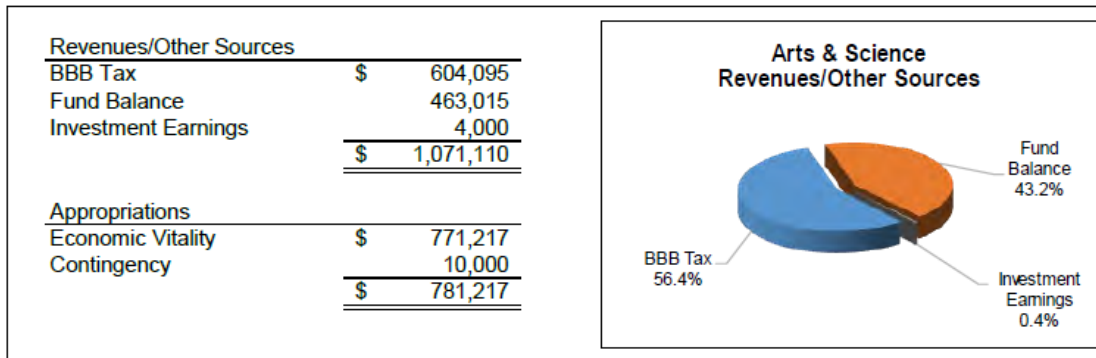 Revenues/Other Sources
BBB Tax $ 604,095
Fund Balance 463,015
Investment Earnings 4,000
$ 1,071,110
Appropriations
Economic Vitality $ 771,217
Contingency 10,000
$ 781,217
Arts & Science
Revenues/Other Sources
Fund
Balance
43.2%
BBB Tax
56.4%
Investment
Earnings
0.4%